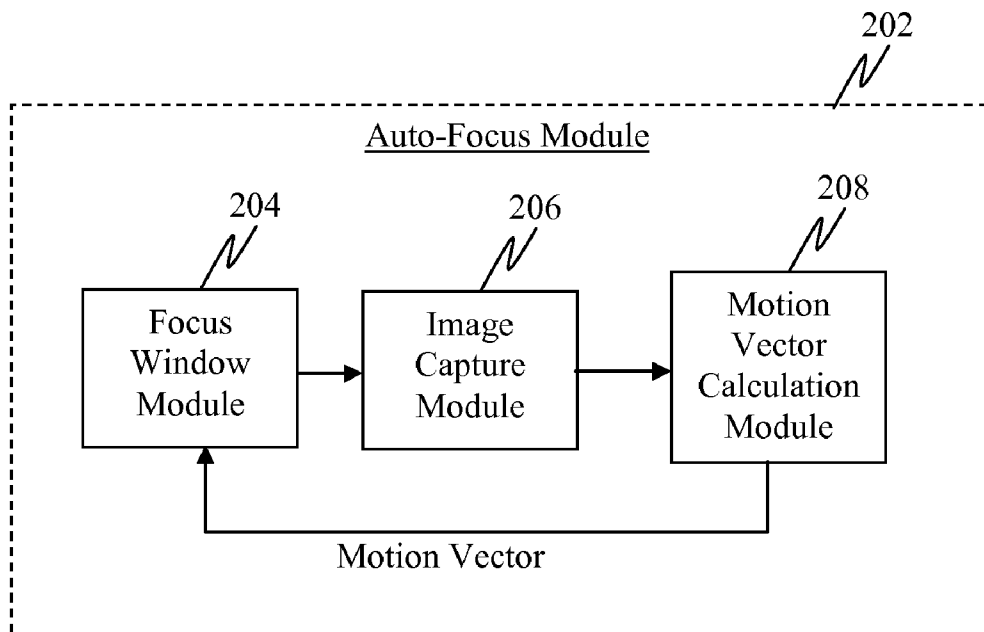 202
Auto-Focus Module
204
206
208
Focus
Window
Module
Image
Capture
Module
Motion
Vector
Calculation
Module
Motion Vector